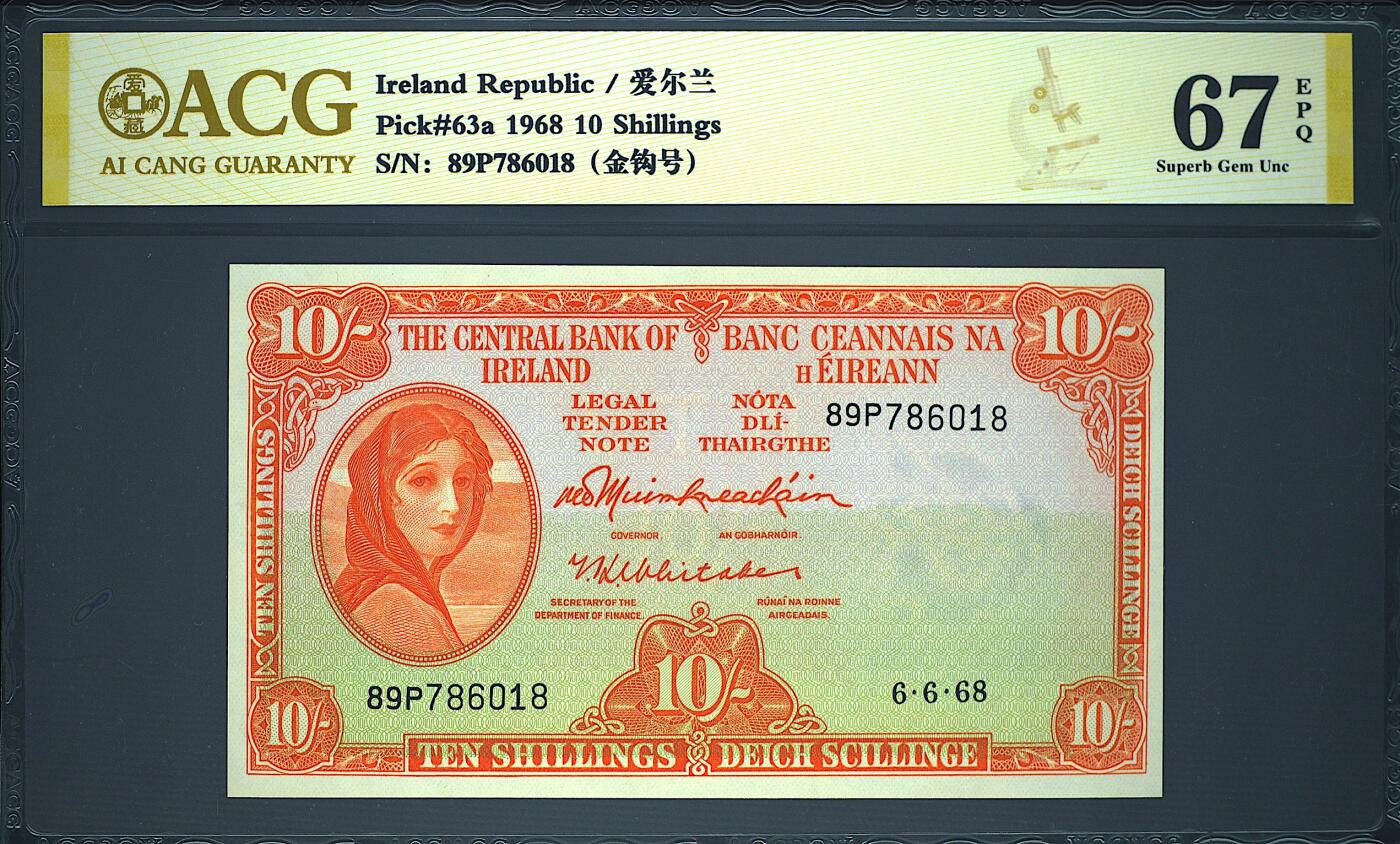 ACG
AI CANG GUARANTY
Ireland Republic / 爱尔兰
Pick#63a 1968 10 Shillings
S/N: 89P786018 (金钩号)
67
EPQ
Superb Gem Unc
10/-
10/-
THE CENTRAL BANK OF IRELAND
BANC CEANNAIS NA H ÉIREANN
LEGAL TENDER NOTE
NÓTA DLÍ-THAIRGTHE
89P786018
GOVERNOR.
AN GOBHARNÓIR.
T.K. Whitaker
SECRETARY OF THE DEPARTMENT OF FINANCE.
RÚNAÍ NA ROINNE AIRGEADAIS.
TEN SHILLINGS
DEICH SCILLINGE
89P786018
10/-
6·6·68
10/-
10/-
TEN SHILLINGS
DEICH SCILLINGE